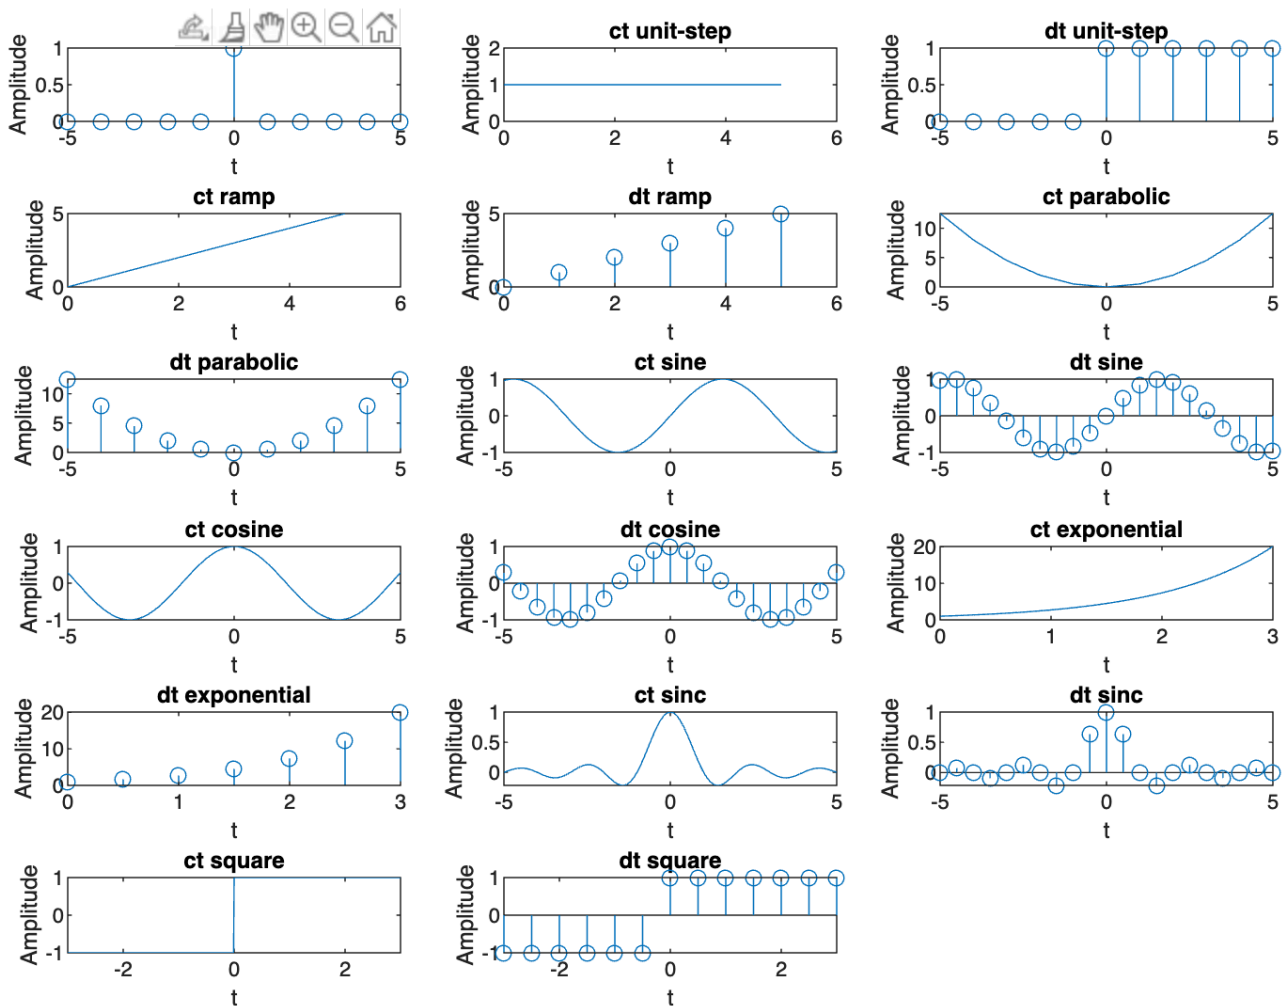 ct unit-step
dt unit-step
Amplitude
1
0.5
0
-5
0
5
t
Amplitude
2
1
0
0
2
4
6
t
Amplitude
1
0.5
0
-5
0
5
t
ct ramp
dt ramp
ct parabolic
Amplitude
5
0
0
2
4
6
t
Amplitude
5
0
0
2
4
6
t
Amplitude
10
5
0
-5
0
5
t
dt parabolic
ct sine
dt sine
Amplitude
10
5
0
-5
0
5
t
Amplitude
1
0
-1
-5
0
5
t
Amplitude
1
0
-1
-5
0
5
t
ct cosine
dt cosine
ct exponential
Amplitude
1
0
-1
-5
0
5
t
Amplitude
1
0
-1
-5
0
5
t
Amplitude
20
10
0
0
1
2
3
t
dt exponential
ct sinc
dt sinc
Amplitude
20
10
0
0
1
2
3
t
Amplitude
1
0.5
0
-5
0
5
t
Amplitude
1
0.5
0
-5
0
5
t
ct square
dt square
Amplitude
1
0
-1
-2
0
2
t
Amplitude
1
0
-1
-2
0
2
t